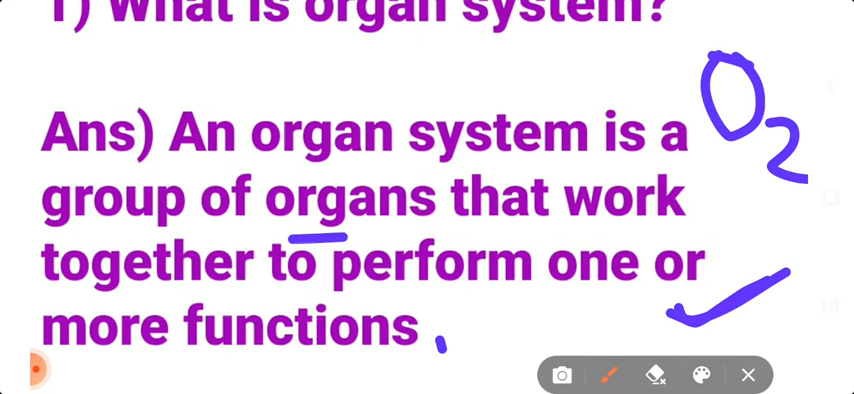 1) What is organ system?
Ans) An organ system is a
O2
group of organs that work
together to perform one or
more functions .